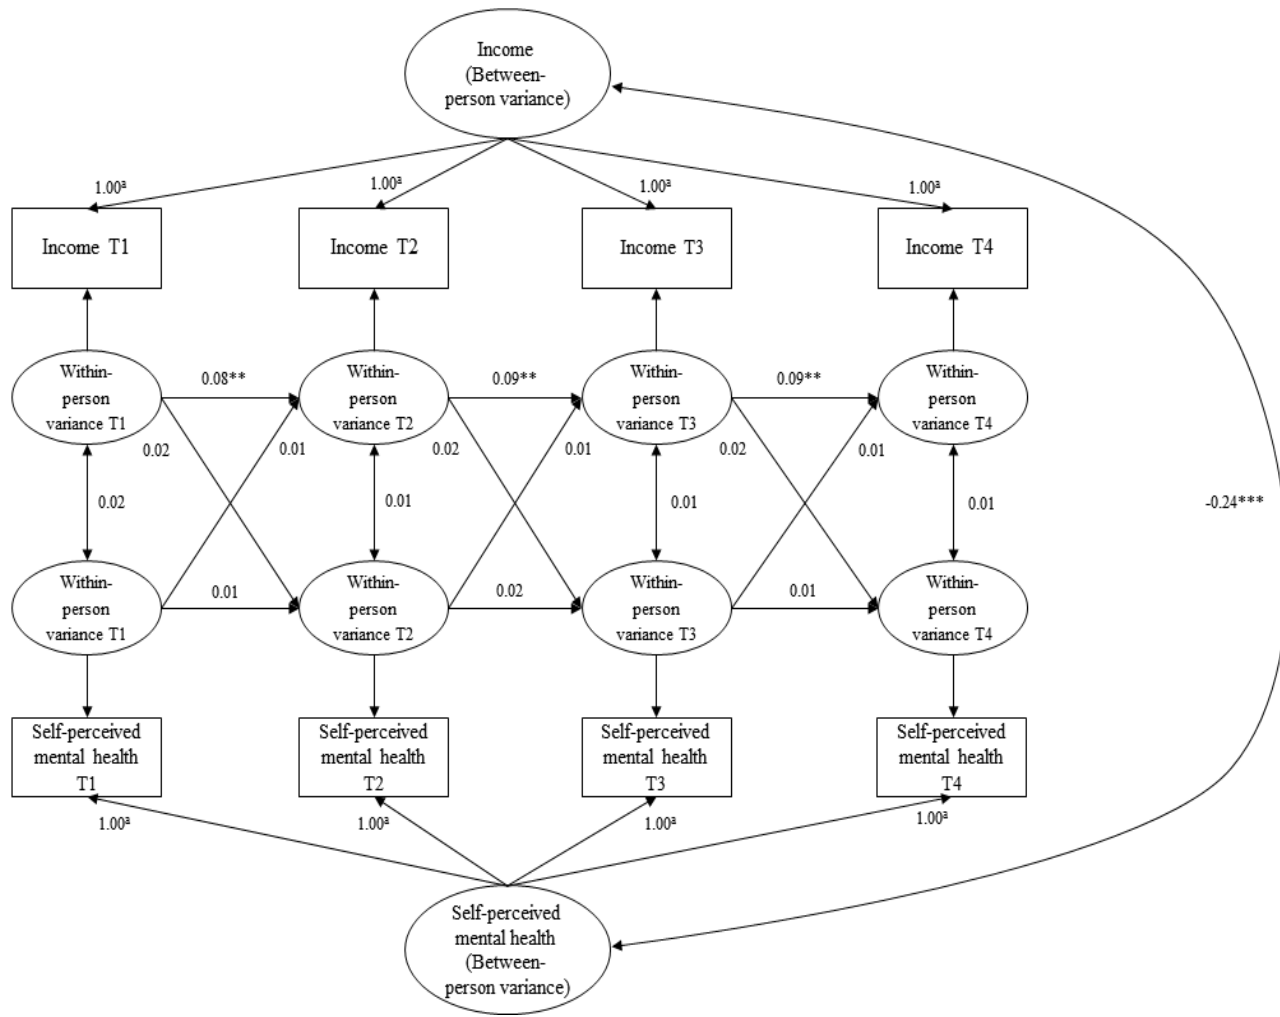 Income
(Between-
person variance)
1.00ª
1.00ª
1.00ª
1.00ª
Income T1
Income T2
Income T3
Income T4
Within-
person
variance T1
0.08**
Within-
person
variance T2
0.09**
Within-
person
variance T3
0.09**
Within-
person
variance T4
0.02
0.01
0.02
0.01
0.02
0.01
0.02
0.01
0.01
0.01
-0.24***
Within-
person
variance T1
0.01
Within-
person
variance T2
0.02
Within-
person
variance T3
0.01
Within-
person
variance T4
Self-perceived
mental health
T1
Self-perceived
mental health
T2
Self-perceived
mental health
T3
Self-perceived
mental health
T4
1.00ª
1.00ª
1.00ª
1.00ª
Self-perceived
mental health
(Between-
person variance)